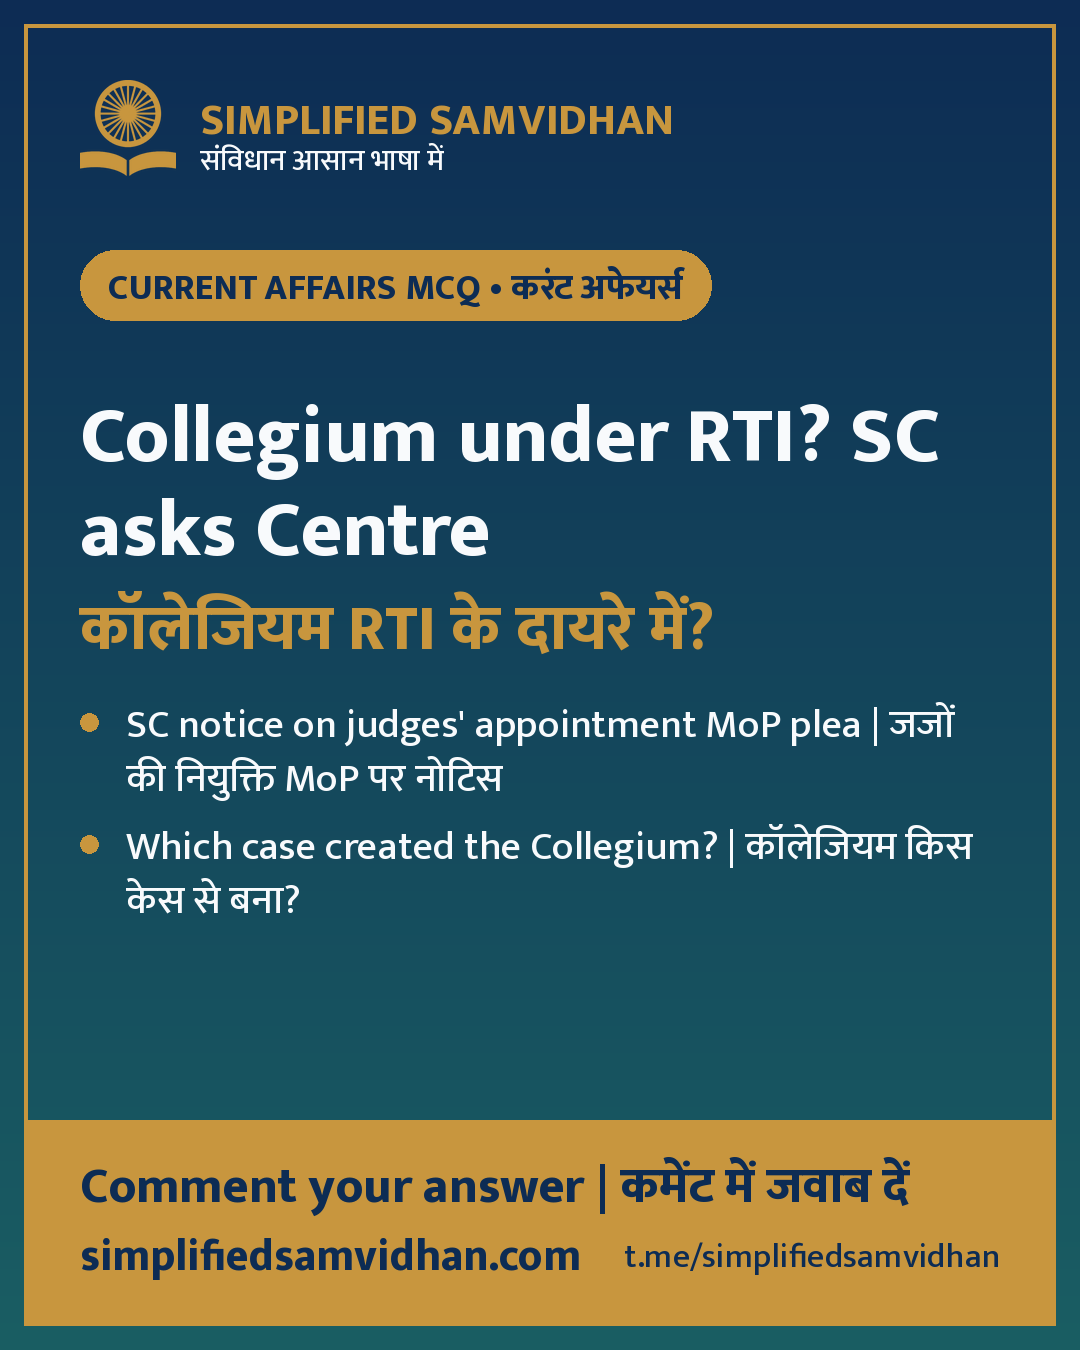 SIMPLIFIED SAMVIDHAN
संविधान आसान भाषा में
CURRENT AFFAIRS MCQ • करंट अफेयर्स
Collegium under RTI? SC
asks Centre
कॉलेजियम RTI के दायरे में?
SC notice on judges' appointment MoP plea | जजों
की नियुक्ति MoP पर नोटिस
Which case created the Collegium? | कॉलेजियम किस
केस से बना?
Comment your answer | कमेंट में जवाब दें
simplifiedsamvidhan.com t.me/simplifiedsamvidhan